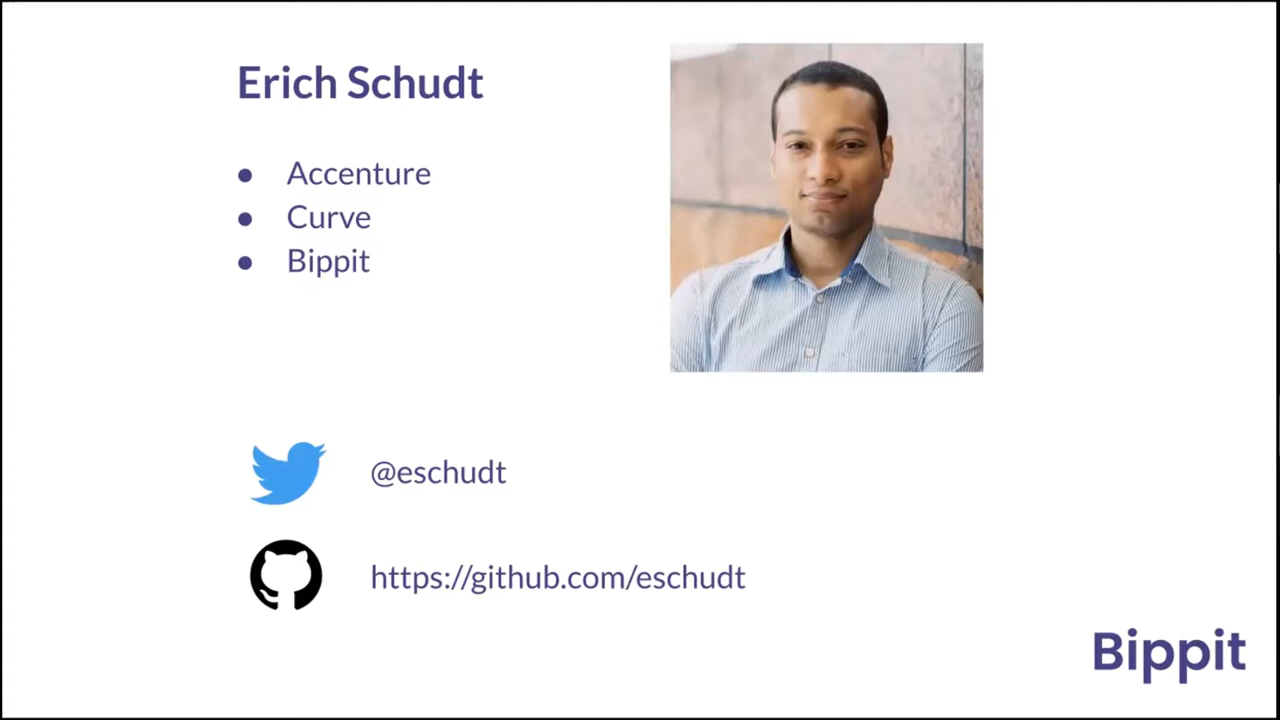 Erich Schudt
● Accenture
● Curve
● Bippit
@eschudt
https://github.com/eschudt
Bippit